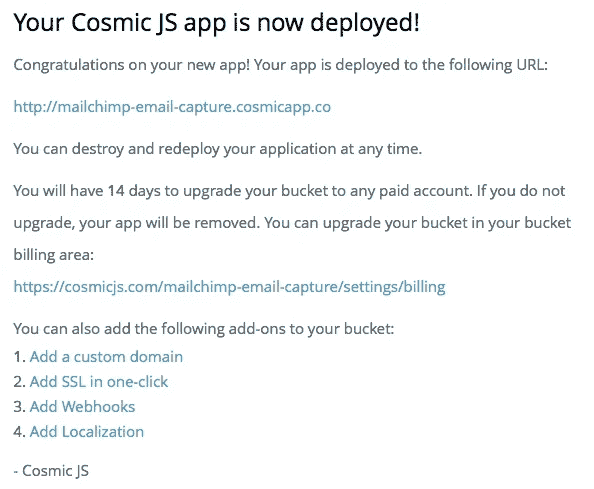 Your Cosmic JS app is now deployed!
Congratulations on your new app! Your app is deployed to the following URL:
http://mailchimp-email-capture.cosmicapp.co
You can destroy and redeploy your application at any time.
You will have 14 days to upgrade your bucket to any paid account. If you do not
upgrade, your app will be removed. You can upgrade your bucket in your bucket
billing area:
https://cosmicjs.com/mailchimp-email-capture/settings/billing
You can also add the following add-ons to your bucket:
1. Add a custom domain
2. Add SSL in one-click
3. Add Webhooks
4. Add Localization
- Cosmic JS